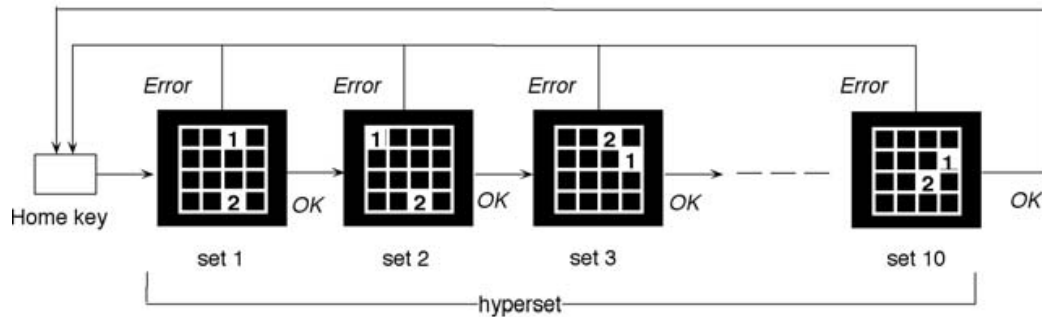 Error Error Error Error
1 1 2
1 1
2 2 2
Home key OK OK OK OK
set 1 set 2 set 3 set 10
hyperset